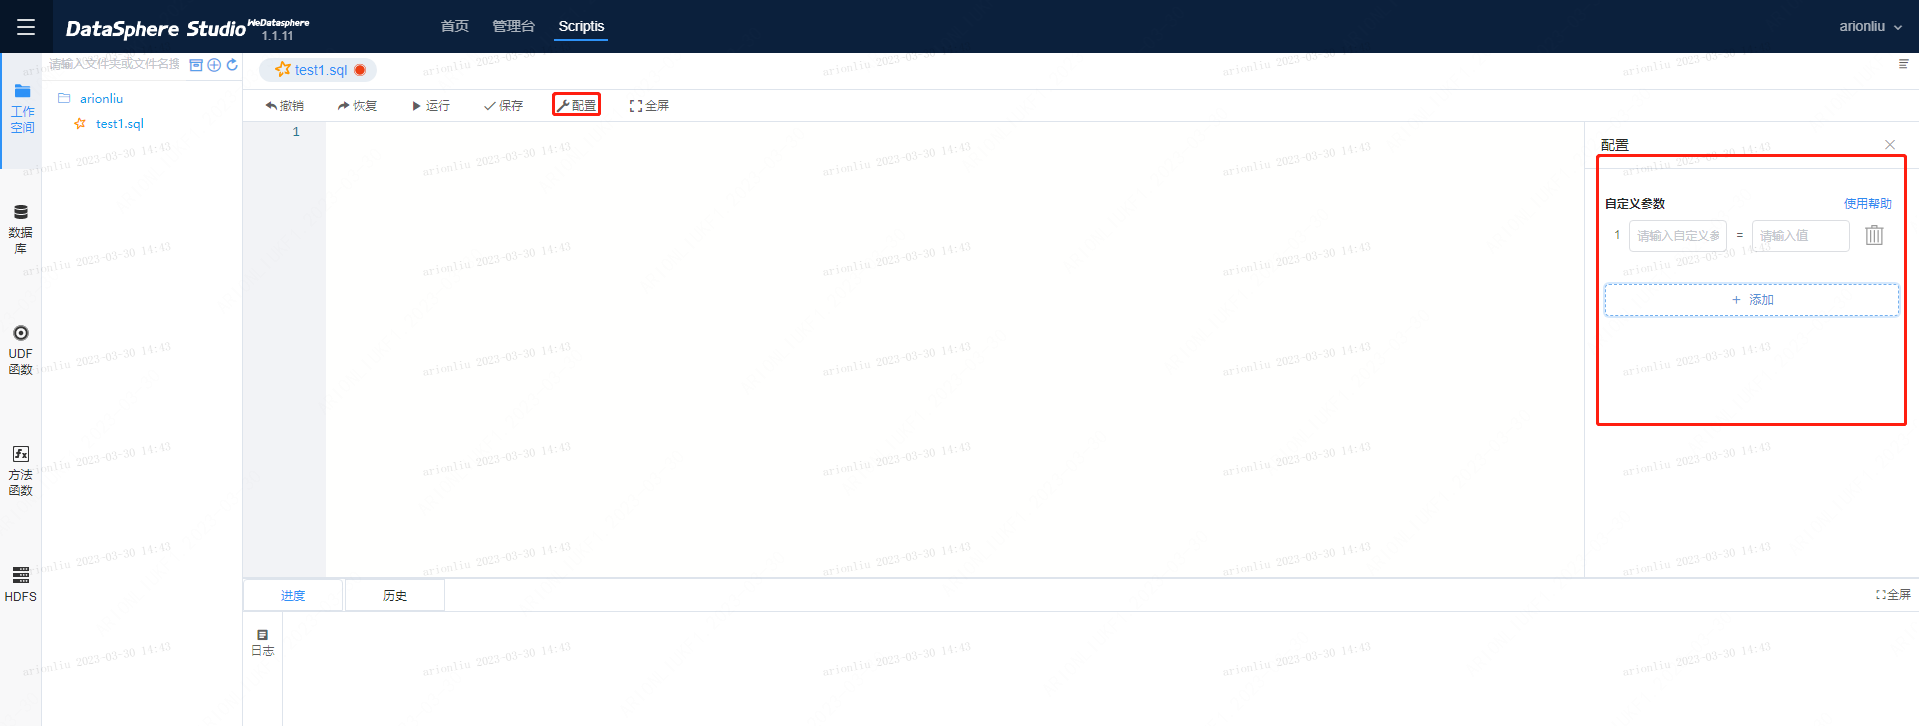 DataSphere Studio WeDatasphere
1.1.11
首页 管理台 Scriptis
arionliu
请输入文件夹或文件名搜
test1.sql
arionliu
test1.sql
工作
空间
数据
库
UDF
函数
方法
函数
HDFS
撤销 恢复 运行 保存 配置 全屏
1
配置
自定义参数 使用帮助
1 请输入自定义参 = 请输入值
+ 添加
进度 历史 全屏
日志
arionliu 2023-03-30 14:43